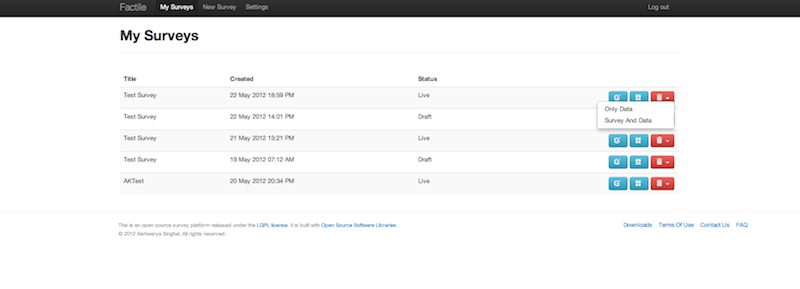 Factile My Surveys New Survey Settings Log out
My Surveys
Title Created Status
Test Survey 22 May 2012 18:59 PM Live
Only Data
Test Survey 22 May 2012 14:01 PM Draft
Survey And Data
Test Survey 21 May 2012 13:21 PM Live
Test Survey 19 May 2012 07:12 AM Draft
AKTest 20 May 2012 20:34 PM Live
This is an open source survey platform released under the LGPL license. It is built with Open Source Software Libraries. Downloads Terms Of Use Contact Us FAQ
© 2012 Aishwarya Singhal. All rights reserved.